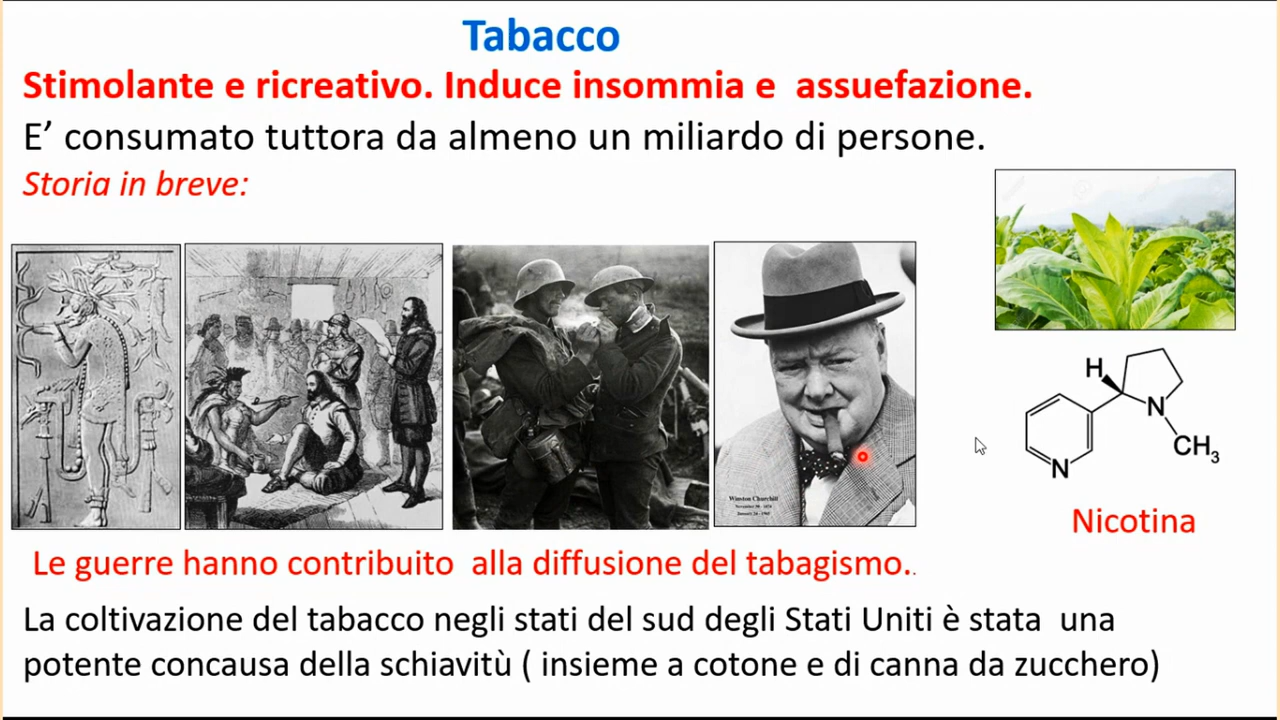 Tabacco
Stimolante e ricreativo. Induce insommia e assuefazione.
E’ consumato tuttora da almeno un miliardo di persone.
Storia in breve:
H
N
N
CH3
Winston Churchill
Nicotina
Le guerre hanno contribuito alla diffusione del tabagismo..
La coltivazione del tabacco negli stati del sud degli Stati Uniti è stata una
potente concausa della schiavitù ( insieme a cotone e di canna da zucchero)